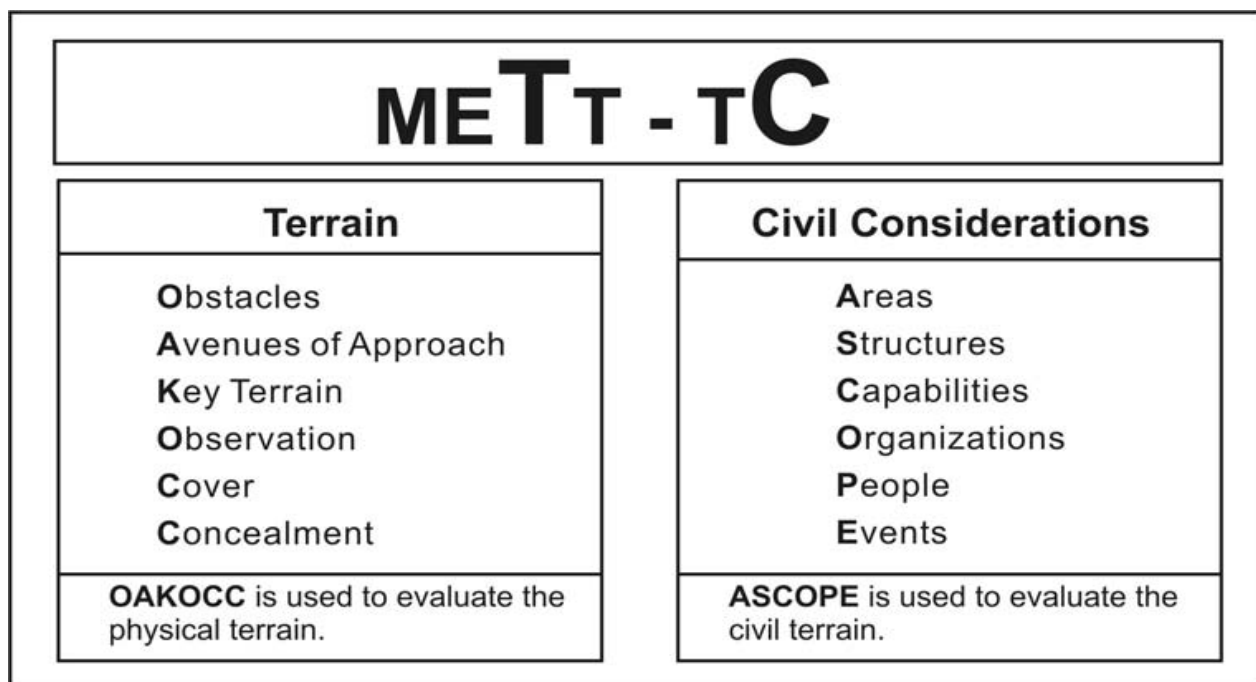 METT - TC
Terrain
Obstacles
Avenues of Approach
Key Terrain
Observation
Cover
Concealment
OAKOCC is used to evaluate the
physical terrain.
Civil Considerations
Areas
Structures
Capabilities
Organizations
People
Events
ASCOPE is used to evaluate the
civil terrain.